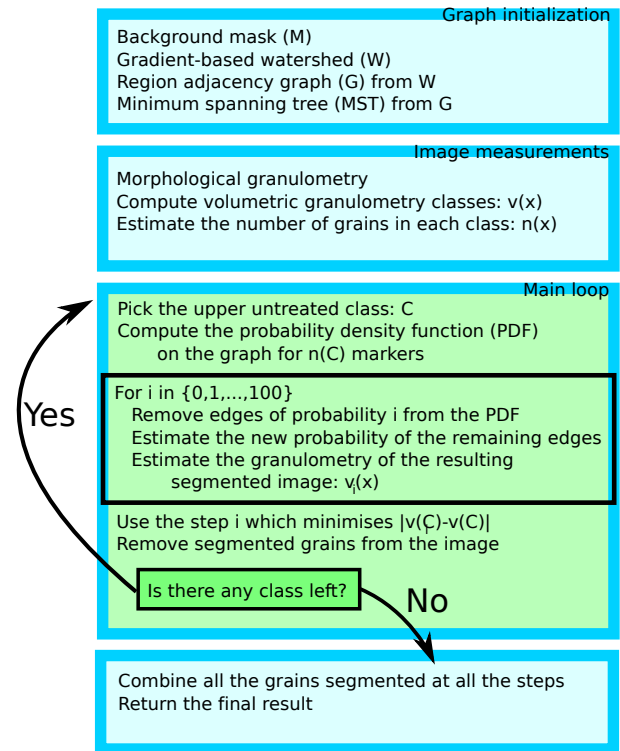 Graph initialization
Background mask (M)
Gradient-based watershed (W)
Region adjacency graph (G) from W
Minimum spanning tree (MST) from G
Image measurements
Morphological granulometry
Compute volumetric granulometry classes: v(x)
Estimate the number of grains in each class: n(x)
Main loop
Pick the upper untreated class: C
Compute the probability density function (PDF)
on the graph for n(C) markers
For i in {0,1,...,100}
Remove edges of probability i from the PDF
Estimate the new probability of the remaining edges
Estimate the granulometry of the resulting
segmented image: vᵢ(x)
Use the step i which minimises |vᵢ(C)-v(C)|
Remove segmented grains from the image
Is there any class left?
Yes
No
Combine all the grains segmented at all the steps
Return the final result